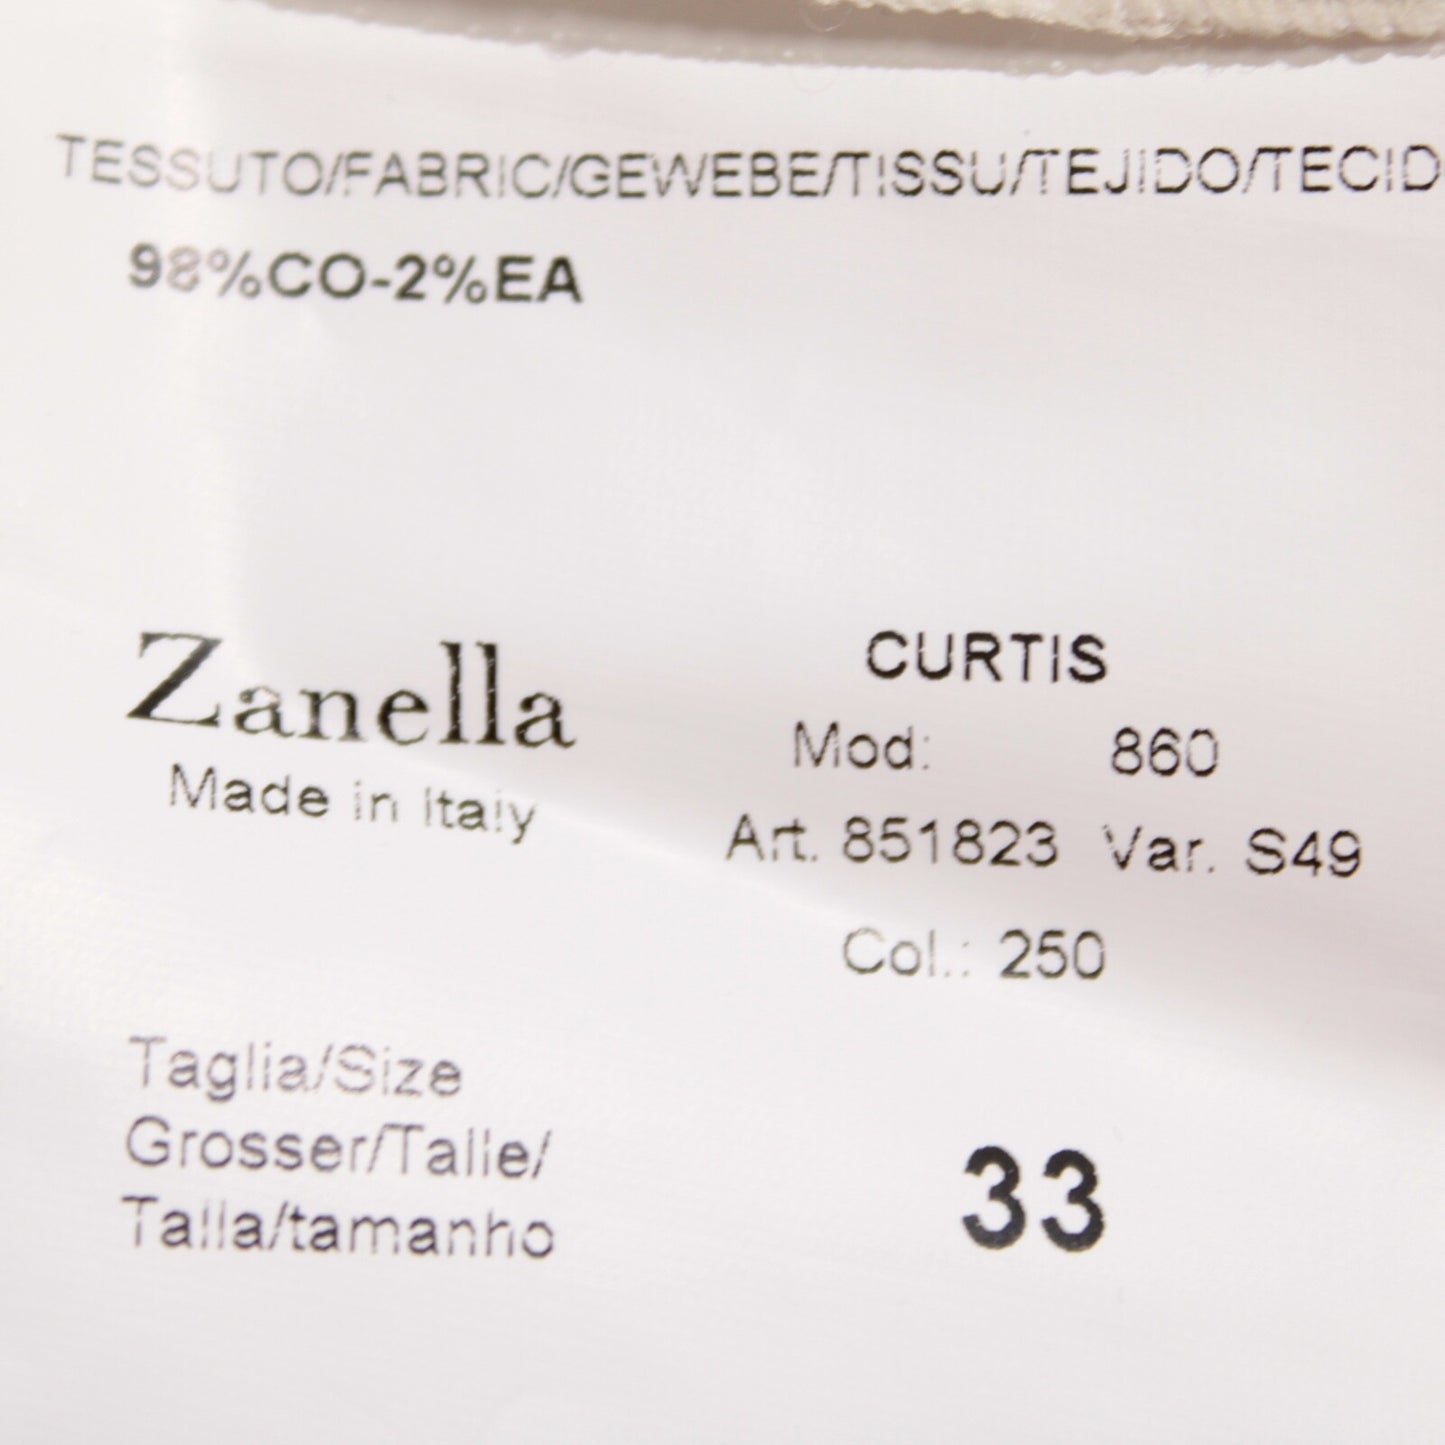 TESSUTO/FABRIC/GEWEBE/TISSU/TEJIDO/TECID
98%CO-2%EA
Zanella
Made in Italy
CURTIS
Mod: 860
Art. 851823 Var. S49
Col.: 250
Taglia/Size
Grosser/Talle/
Talla/tamanho
33